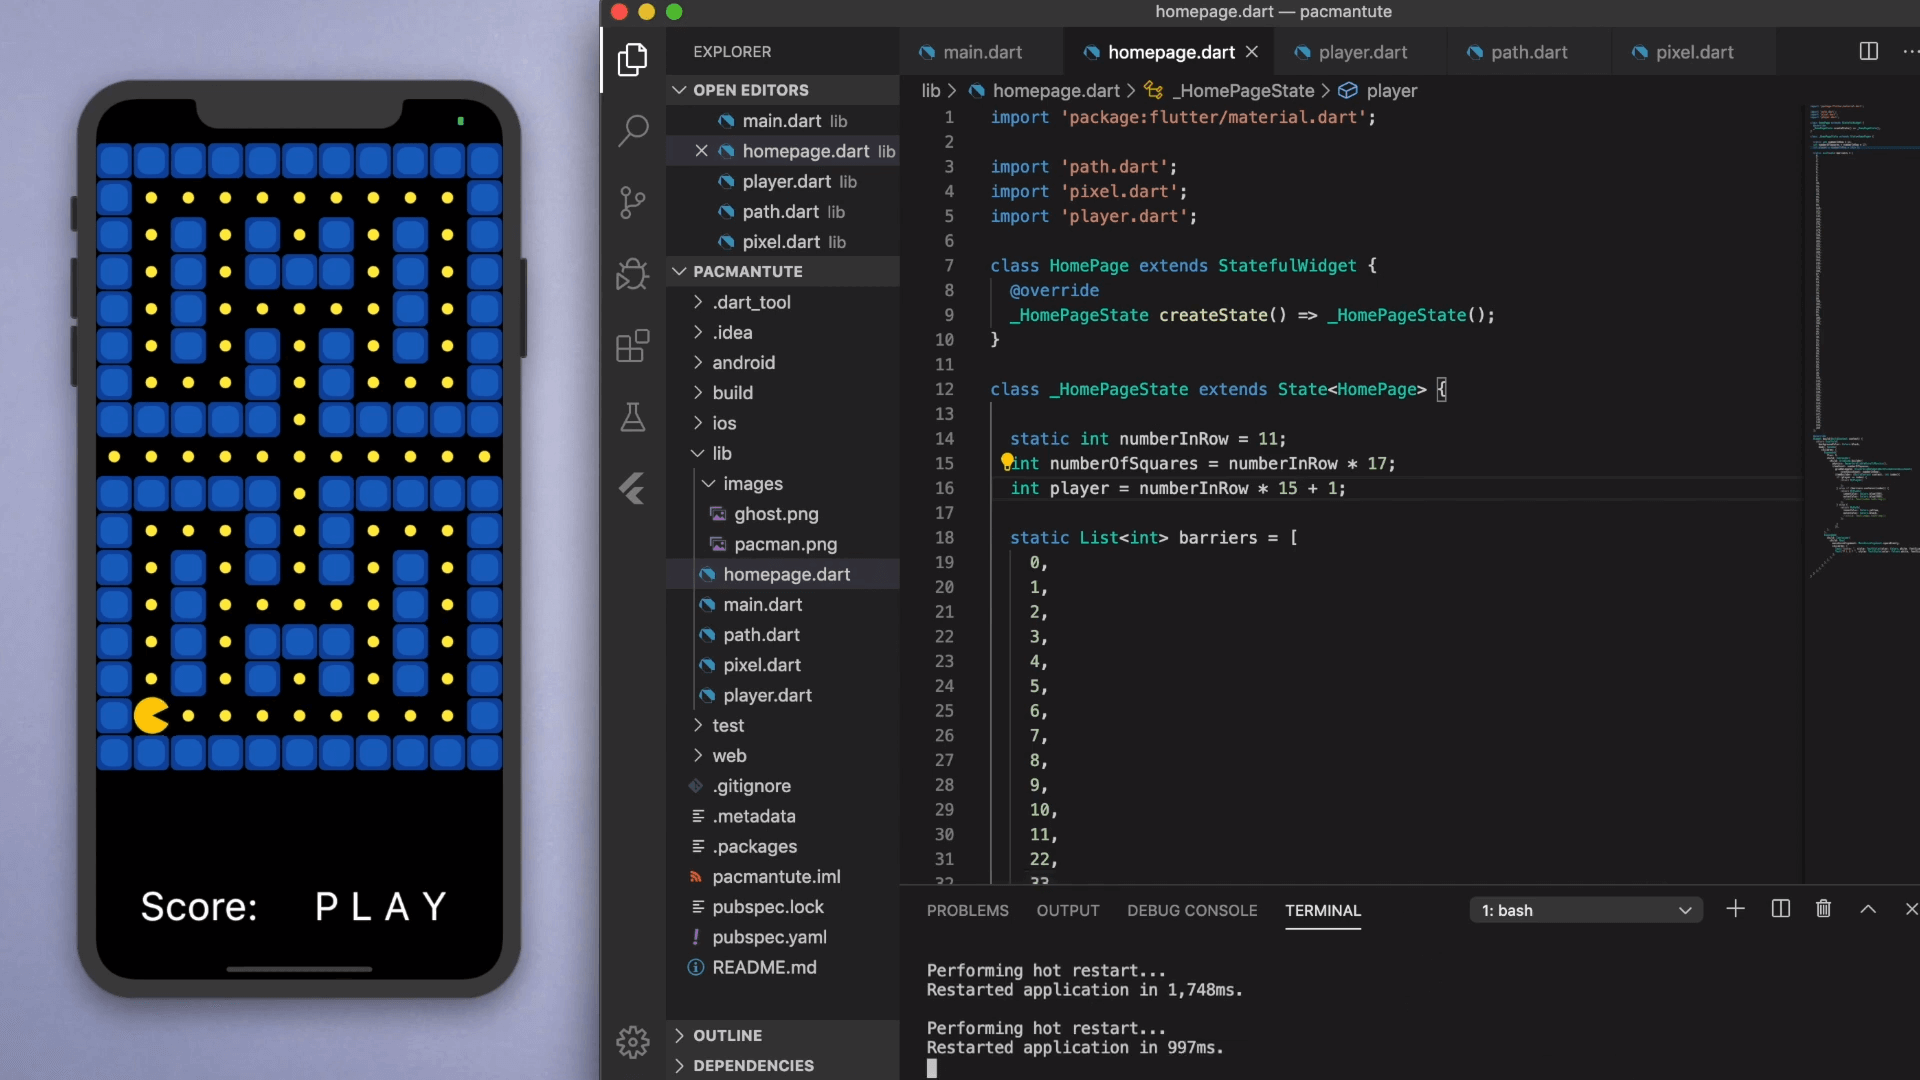 Score: P L A Y
homepage.dart — pacmantute
EXPLORER
OPEN EDITORS
main.dart lib
homepage.dart lib
player.dart lib
path.dart lib
pixel.dart lib
PACMANTUTE
.dart_tool
.idea
android
build
ios
lib
images
ghost.png
pacman.png
homepage.dart
main.dart
path.dart
pixel.dart
player.dart
test
web
.gitignore
.metadata
.packages
pacmantute.iml
pubspec.lock
pubspec.yaml
README.md
OUTLINE
DEPENDENCIES
main.dart homepage.dart player.dart path.dart pixel.dart
lib > homepage.dart > _HomePageState > player
1 import 'package:flutter/material.dart';
2
3 import 'path.dart';
4 import 'pixel.dart';
5 import 'player.dart';
6
7 class HomePage extends StatefulWidget {
8 @override
9 _HomePageState createState() => _HomePageState();
10 }
11
12 class _HomePageState extends State<HomePage> {
13
14 static int numberInRow = 11;
15 int numberOfSquares = numberInRow * 17;
16 int player = numberInRow * 15 + 1;
17
18 static List<int> barriers = [
19 0,
20 1,
21 2,
22 3,
23 4,
24 5,
25 6,
26 7,
27 8,
28 9,
29 10,
30 11,
31 22,
32 33
PROBLEMS OUTPUT DEBUG CONSOLE TERMINAL 1: bash
Performing hot restart...
Restarted application in 1,748ms.
Performing hot restart...
Restarted application in 997ms.